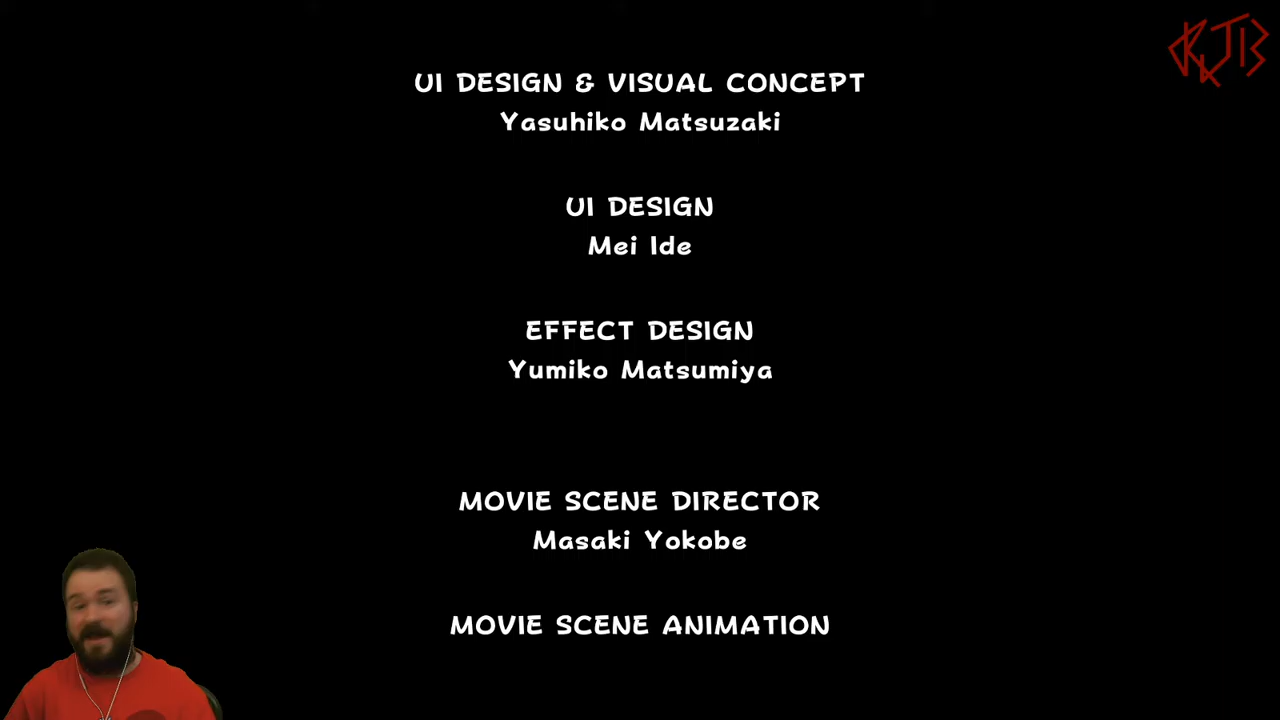 UI DESIGN & VISUAL CONCEPT
Yasuhiko Matsuzaki
UI DESIGN
Mei Ide
EFFECT DESIGN
Yumiko Matsumiya
MOVIE SCENE DIRECTOR
Masaki Yokobe
MOVIE SCENE ANIMATION